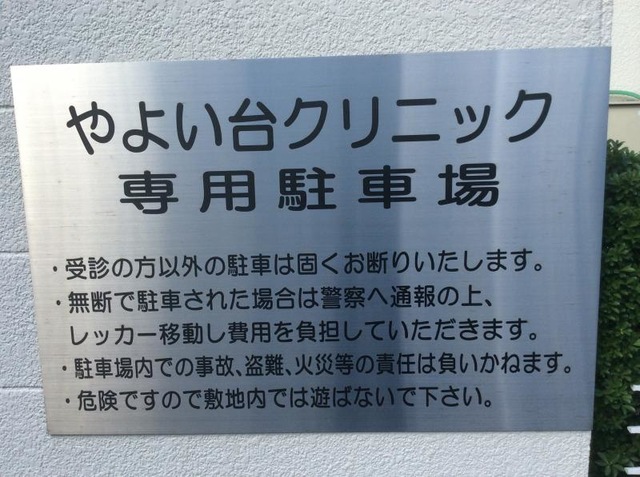 やよい台クリニック
専用駐車場
・受診の方以外の駐車は固くお断りいたします。
・無断で駐車された場合は警察へ通報の上、
レッカー移動し費用を負担していただきます。
・駐車場内での事故、盗難、火災等の責任は負いかねます。
・危険ですので敷地内では遊ばないで下さい。